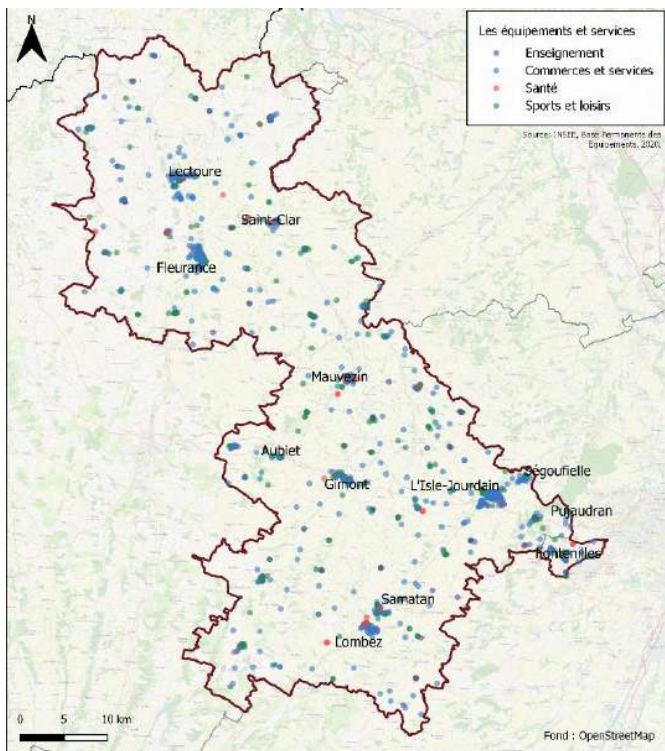 N
Les équipements et services
Enseignement
Commerces et services
Santé
Sports et loisirs
Source: INSEE, Base Permanente des
Equipements, 2020.
Lectoure
Saint-Clar
Fleurance
Mauvezin
Aubiet
Gimont
L'Isle-Jourdain
Ségoufielle
Pujaudran
Fontenilles
Samatan
Lombez
0 5 10 km
Fond : OpenStreetMap